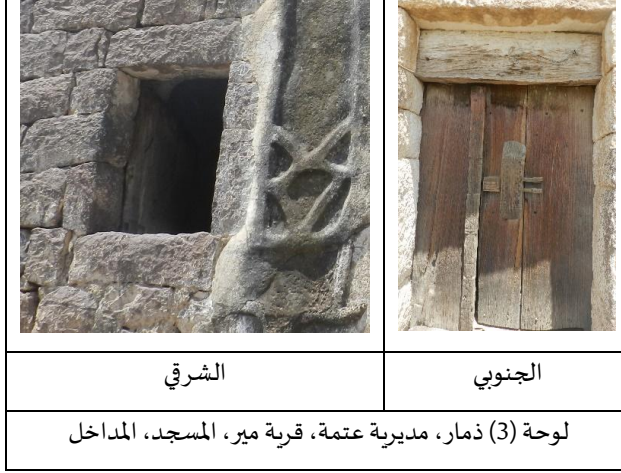 الجنوبي
الشرقي
لوحة (3) ذمار، مديرية عتمة، قرية مير، المسجد، المداخل